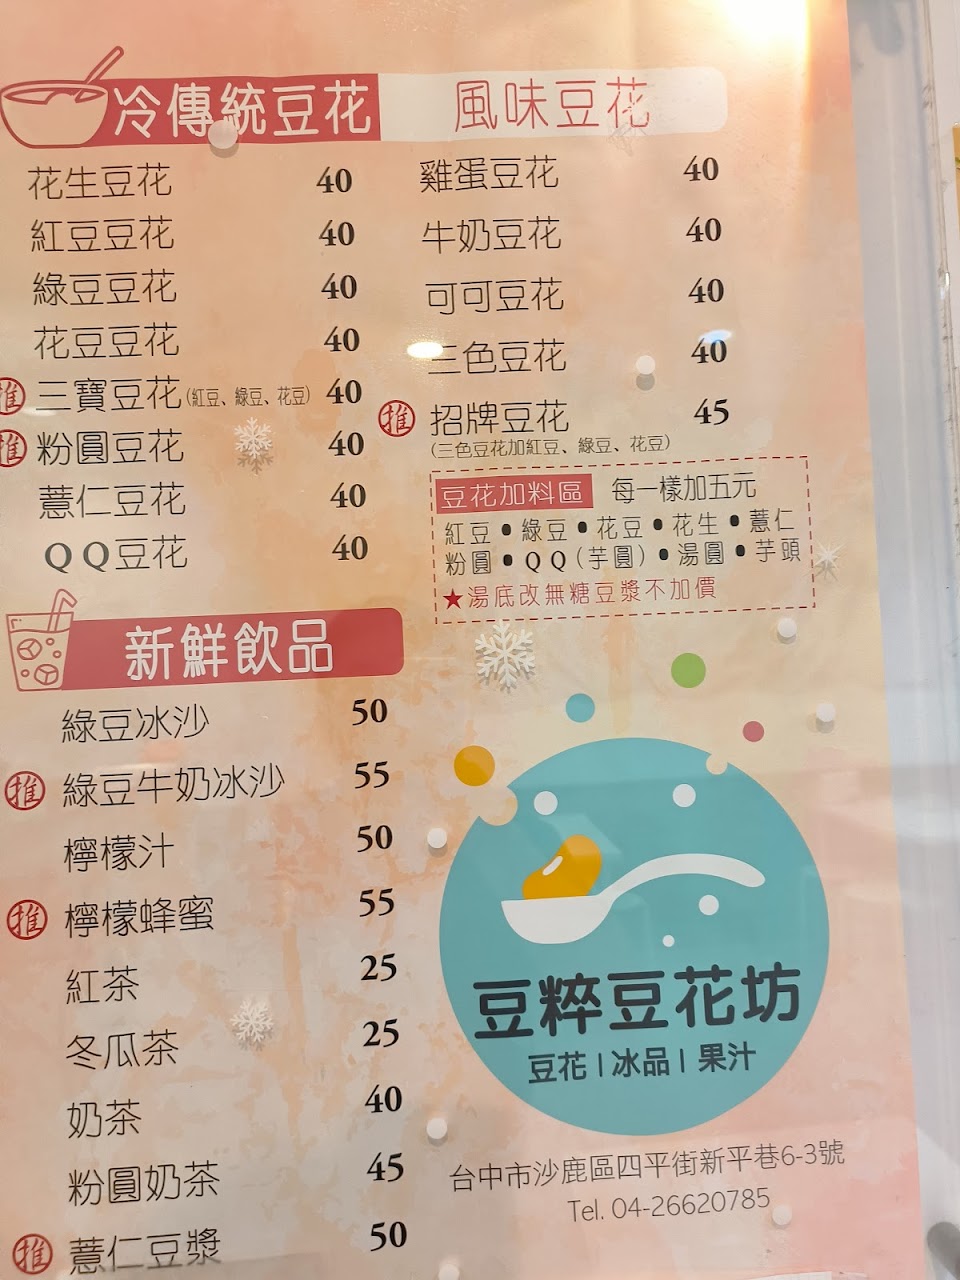 冷傳統豆花
花生豆花 40
紅豆豆花 40
綠豆豆花 40
花豆豆花 40
推 三寶豆花(紅豆、綠豆、花豆) 40
推 粉圓豆花 40
薏仁豆花 40
QQ豆花 40
風味豆花
雞蛋豆花 40
牛奶豆花 40
可可豆花 40
三色豆花 40
推 招牌豆花 45
(三色豆花加紅豆、綠豆、花豆)
豆花加料區 每一樣加五元
紅豆•綠豆•花豆•花生•薏仁
粉圓•QQ(芋圓)•湯圓•芋頭
★湯底改無糖豆漿不加價
新鮮飲品
綠豆冰沙 50
推 綠豆牛奶冰沙 55
檸檬汁 50
推 檸檬蜂蜜 55
紅茶 25
冬瓜茶 25
奶茶 40
粉圓奶茶 45
推 薏仁豆漿 50
豆粹豆花坊
豆花|冰品|果汁
台中市沙鹿區四平街新平巷6-3號
Tel. 04-26620785